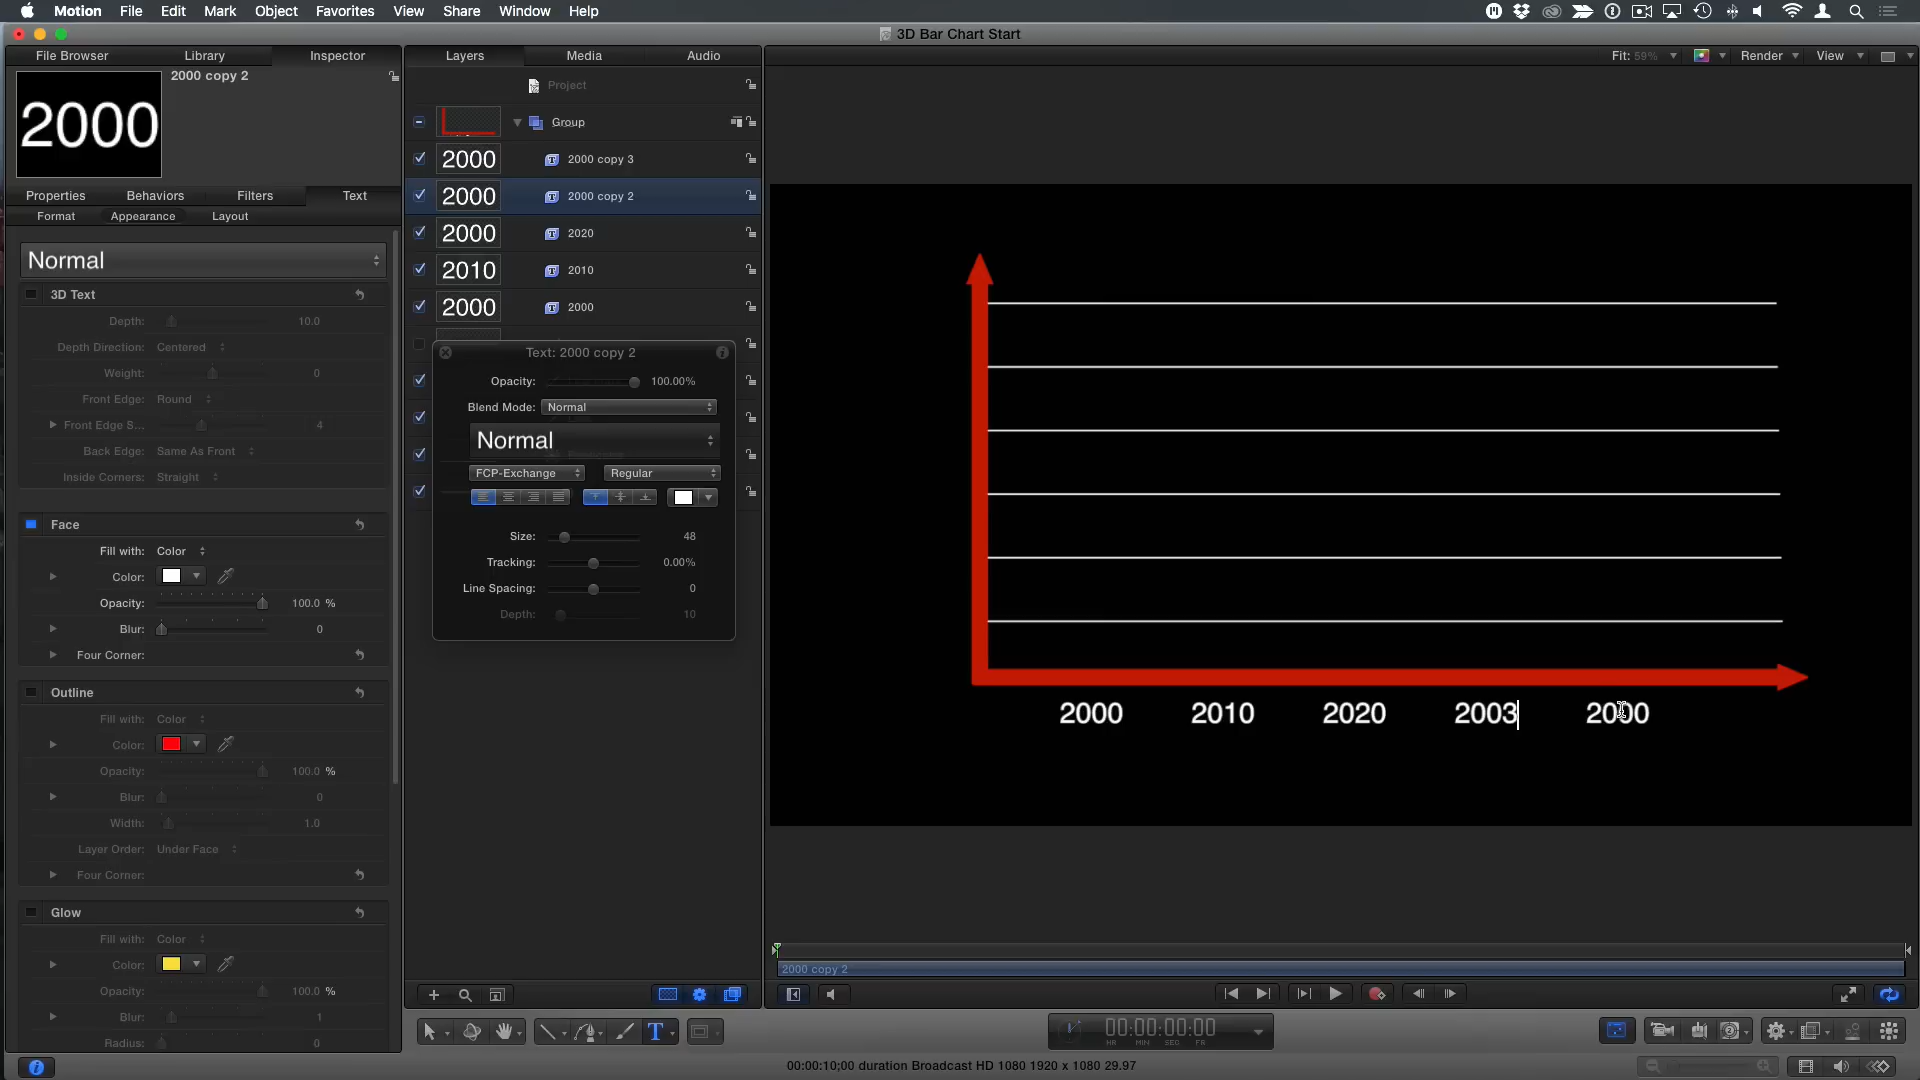 Motion File Edit Mark Object Favorites View Share Window Help
3D Bar Chart Start
File Browser Library Inspector
Layers Media Audio
Fit: 59% Render View
2000 copy 2
2000
Properties Behaviors Filters Text
Format Appearance Layout
Normal
3D Text
Depth: 10.0
Depth Direction: Centered
Weight: 0
Front Edge: Round
Front Edge S... 4
Back Edge: Same As Front
Inside Corners: Straight
Face
Fill with: Color
Color:
Opacity: 100.0 %
Blur: 0
Four Corner:
Outline
Fill with: Color
Color:
Opacity: 100.0 %
Blur: 0
Width: 1.0
Layer Order: Under Face
Four Corner:
Glow
Fill with: Color
Color:
Opacity: 100.0 %
Blur: 1
Radius: 0
Project
Group
2000 2000 copy 3
2000 2000 copy 2
2000 2020
2010 2010
2000 2000
Text: 2000 copy 2
Opacity: 100.00%
Blend Mode: Normal
Normal
FCP-Exchange Regular
Size: 48
Tracking: 0.00%
Line Spacing: 0
Depth: 10
2000 2010 2020 2003 2000
2000 copy 2
T
00:00:00:00
HR MIN SEC FR
00:00:10;00 duration Broadcast HD 1080 1920 x 1080 29.97